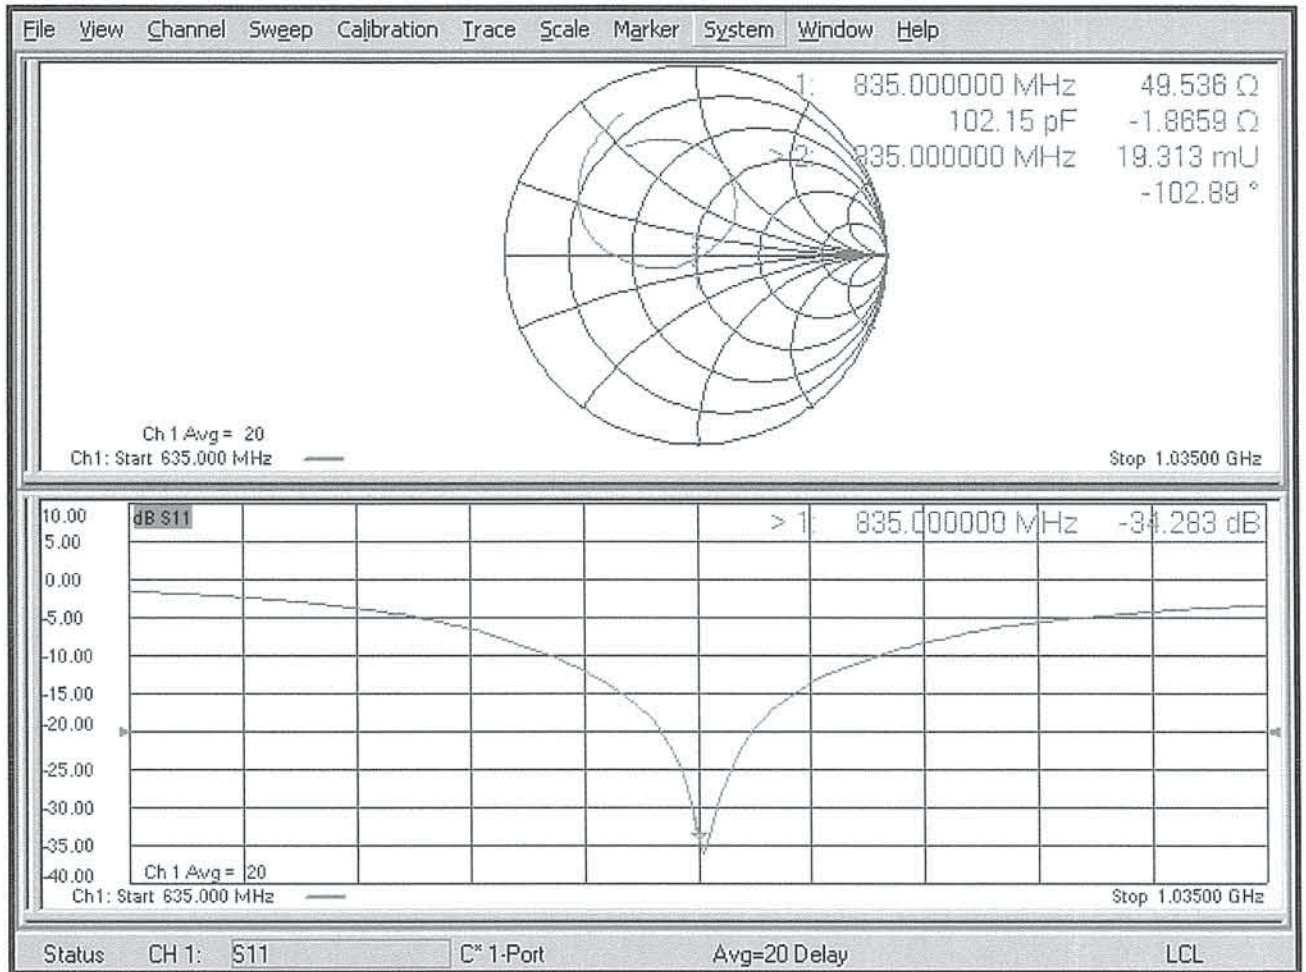 File View Channel Sweep Calibration Trace Scale Marker System Window Help
1: 835.000000 MHz 49.536 Ω
102.15 pF -1.8659 Ω
> 2: 835.000000 MHz 19.313 mU
-102.89 °
Ch 1 Avg = 20
Ch1: Start 635.000 MHz Stop 1.03500 GHz
10.00 dB S11 > 1: 835.000000 MHz -34.283 dB
5.00
0.00
-5.00
-10.00
-15.00
-20.00
-25.00
-30.00
-35.00
-40.00 Ch 1 Avg = 20
Ch1: Start 635.000 MHz Stop 1.03500 GHz
Status CH 1: S11 C* 1-Port Avg=20 Delay LCL